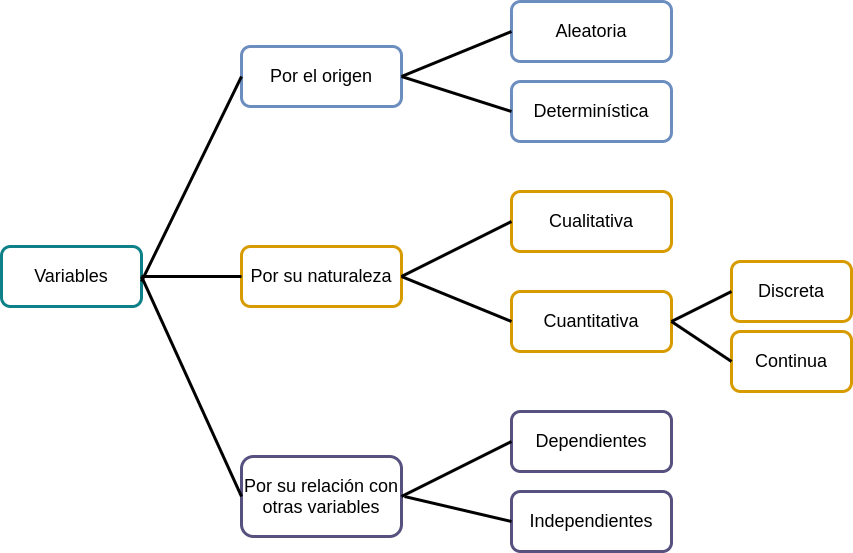 Variables
Por el origen
Aleatoria
Determinística
Por su naturaleza
Cualitativa
Cuantitativa
Discreta
Continua
Por su relación con
otras variables
Dependientes
Independientes